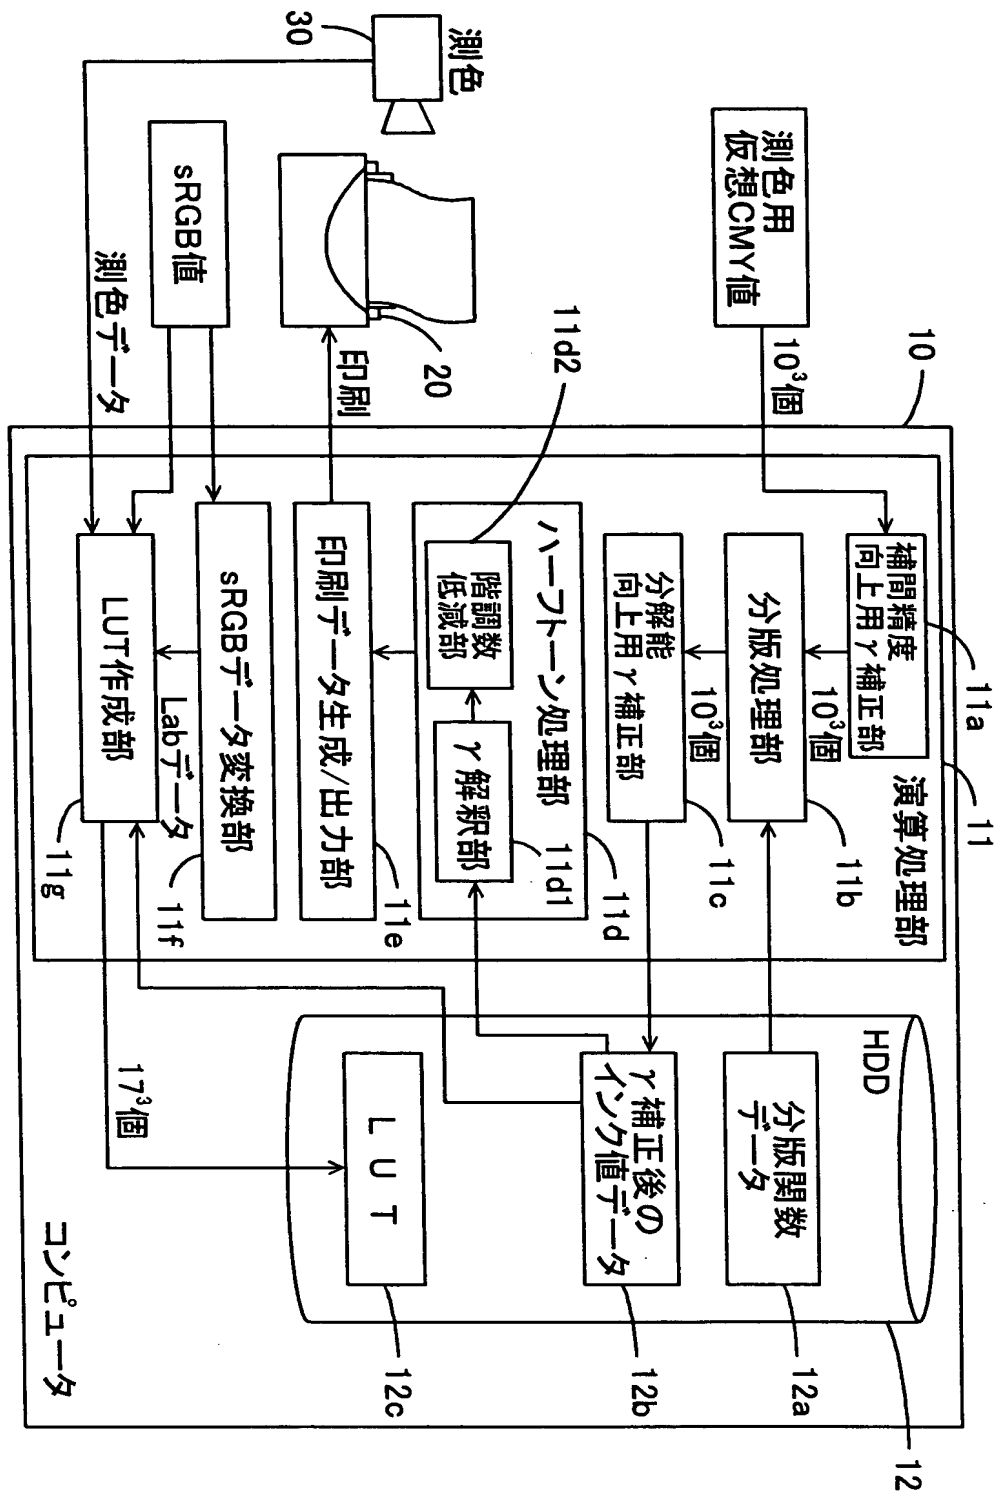 測色用
仮想CMY値
10³個
10
11
演算処理部
補間精度
向上用γ補正部
11a
10³個
分版処理部
11b
10³個
分解能
向上用γ補正部
11c
ハーフトーン処理部
11d
階調数
低減部
11d2
γ解釈部
11d1
印刷データ生成/出力部
11e
印刷
20
測色
30
sRGB値
測色データ
sRGBデータ変換部
11f
Labデータ
LUT作成部
11g
17³個
HDD
12
分版関数
データ
12a
γ補正後の
インク値データ
12b
LUT
12c
コンピュータ